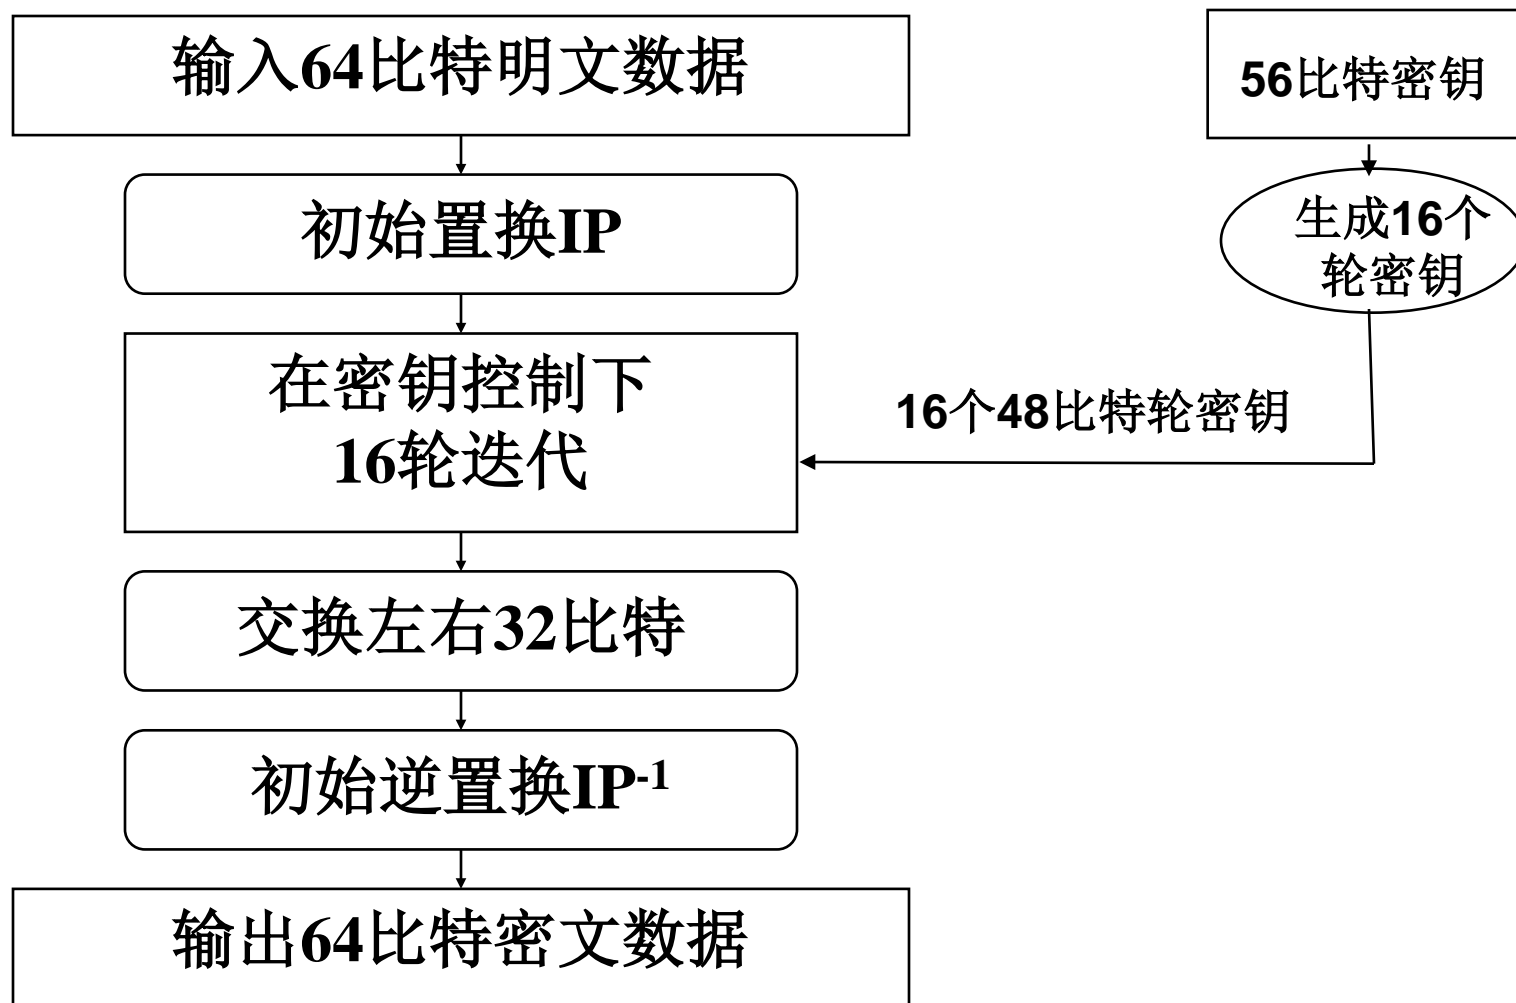 输入64比特明文数据
56比特密钥
初始置换IP
生成16个
轮密钥
在密钥控制下
16轮迭代
16个48比特轮密钥
交换左右32比特
初始逆置换IP-1
输出64比特密文数据